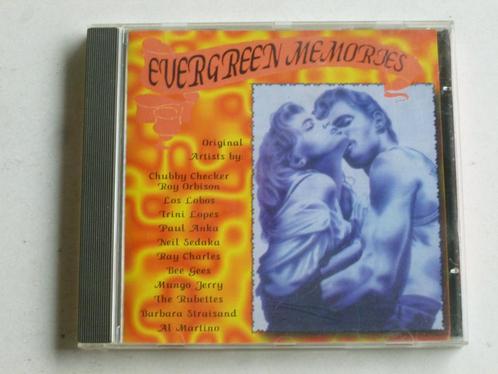 EVERGREEN MEMORIES
Original
Artists by:
Chubby Checker
Roy Orbison
Los Lobos
Trini Lopes
Paul Anka
Neil Sedaka
Ray Charles
Bee Gees
Mungo Jerry
The Rubettes
Barbara Straisand
Al Martino